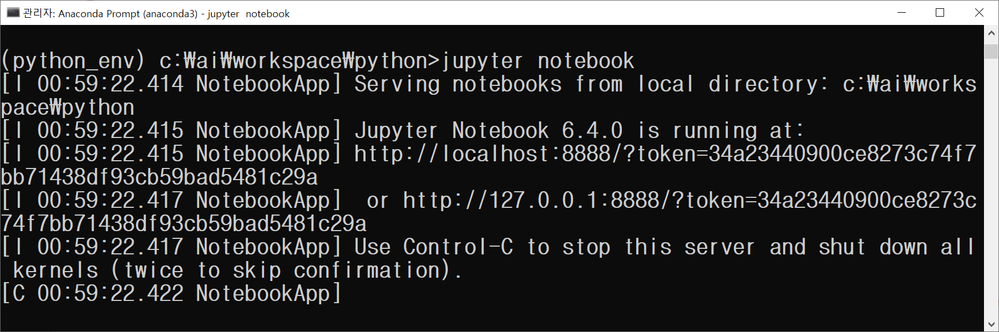 관리자: Anaconda Prompt (anaconda3) - jupyter  notebook
(python_env) c:₩ai₩workspace₩python>jupyter notebook
[I 00:59:22.414 NotebookApp] Serving notebooks from local directory: c:₩ai₩works
pace₩python
[I 00:59:22.415 NotebookApp] Jupyter Notebook 6.4.0 is running at:
[I 00:59:22.415 NotebookApp] http://localhost:8888/?token=34a23440900ce8273c74f7
bb71438df93cb59bad5481c29a
[I 00:59:22.417 NotebookApp]  or http://127.0.0.1:8888/?token=34a23440900ce8273c
74f7bb71438df93cb59bad5481c29a
[I 00:59:22.417 NotebookApp] Use Control-C to stop this server and shut down all
 kernels (twice to skip confirmation).
[C 00:59:22.422 NotebookApp]